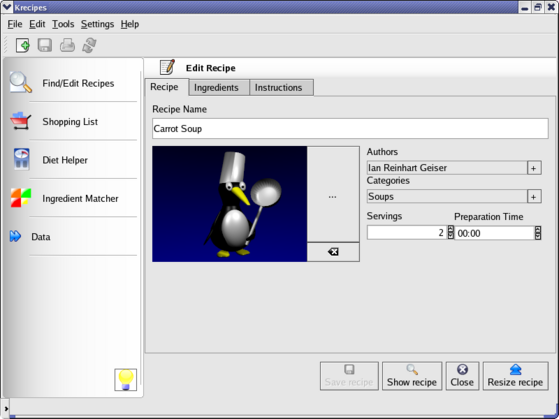 Krecipes
File Edit Tools Settings Help
Find/Edit Recipes
Shopping List
Diet Helper
Ingredient Matcher
Data
Edit Recipe
Recipe Ingredients Instructions
Recipe Name
Carrot Soup
...
Authors
Ian Reinhart Geiser +
Categories
Soups +
Servings Preparation Time
2 00:00
Save recipe Show recipe Close Resize recipe